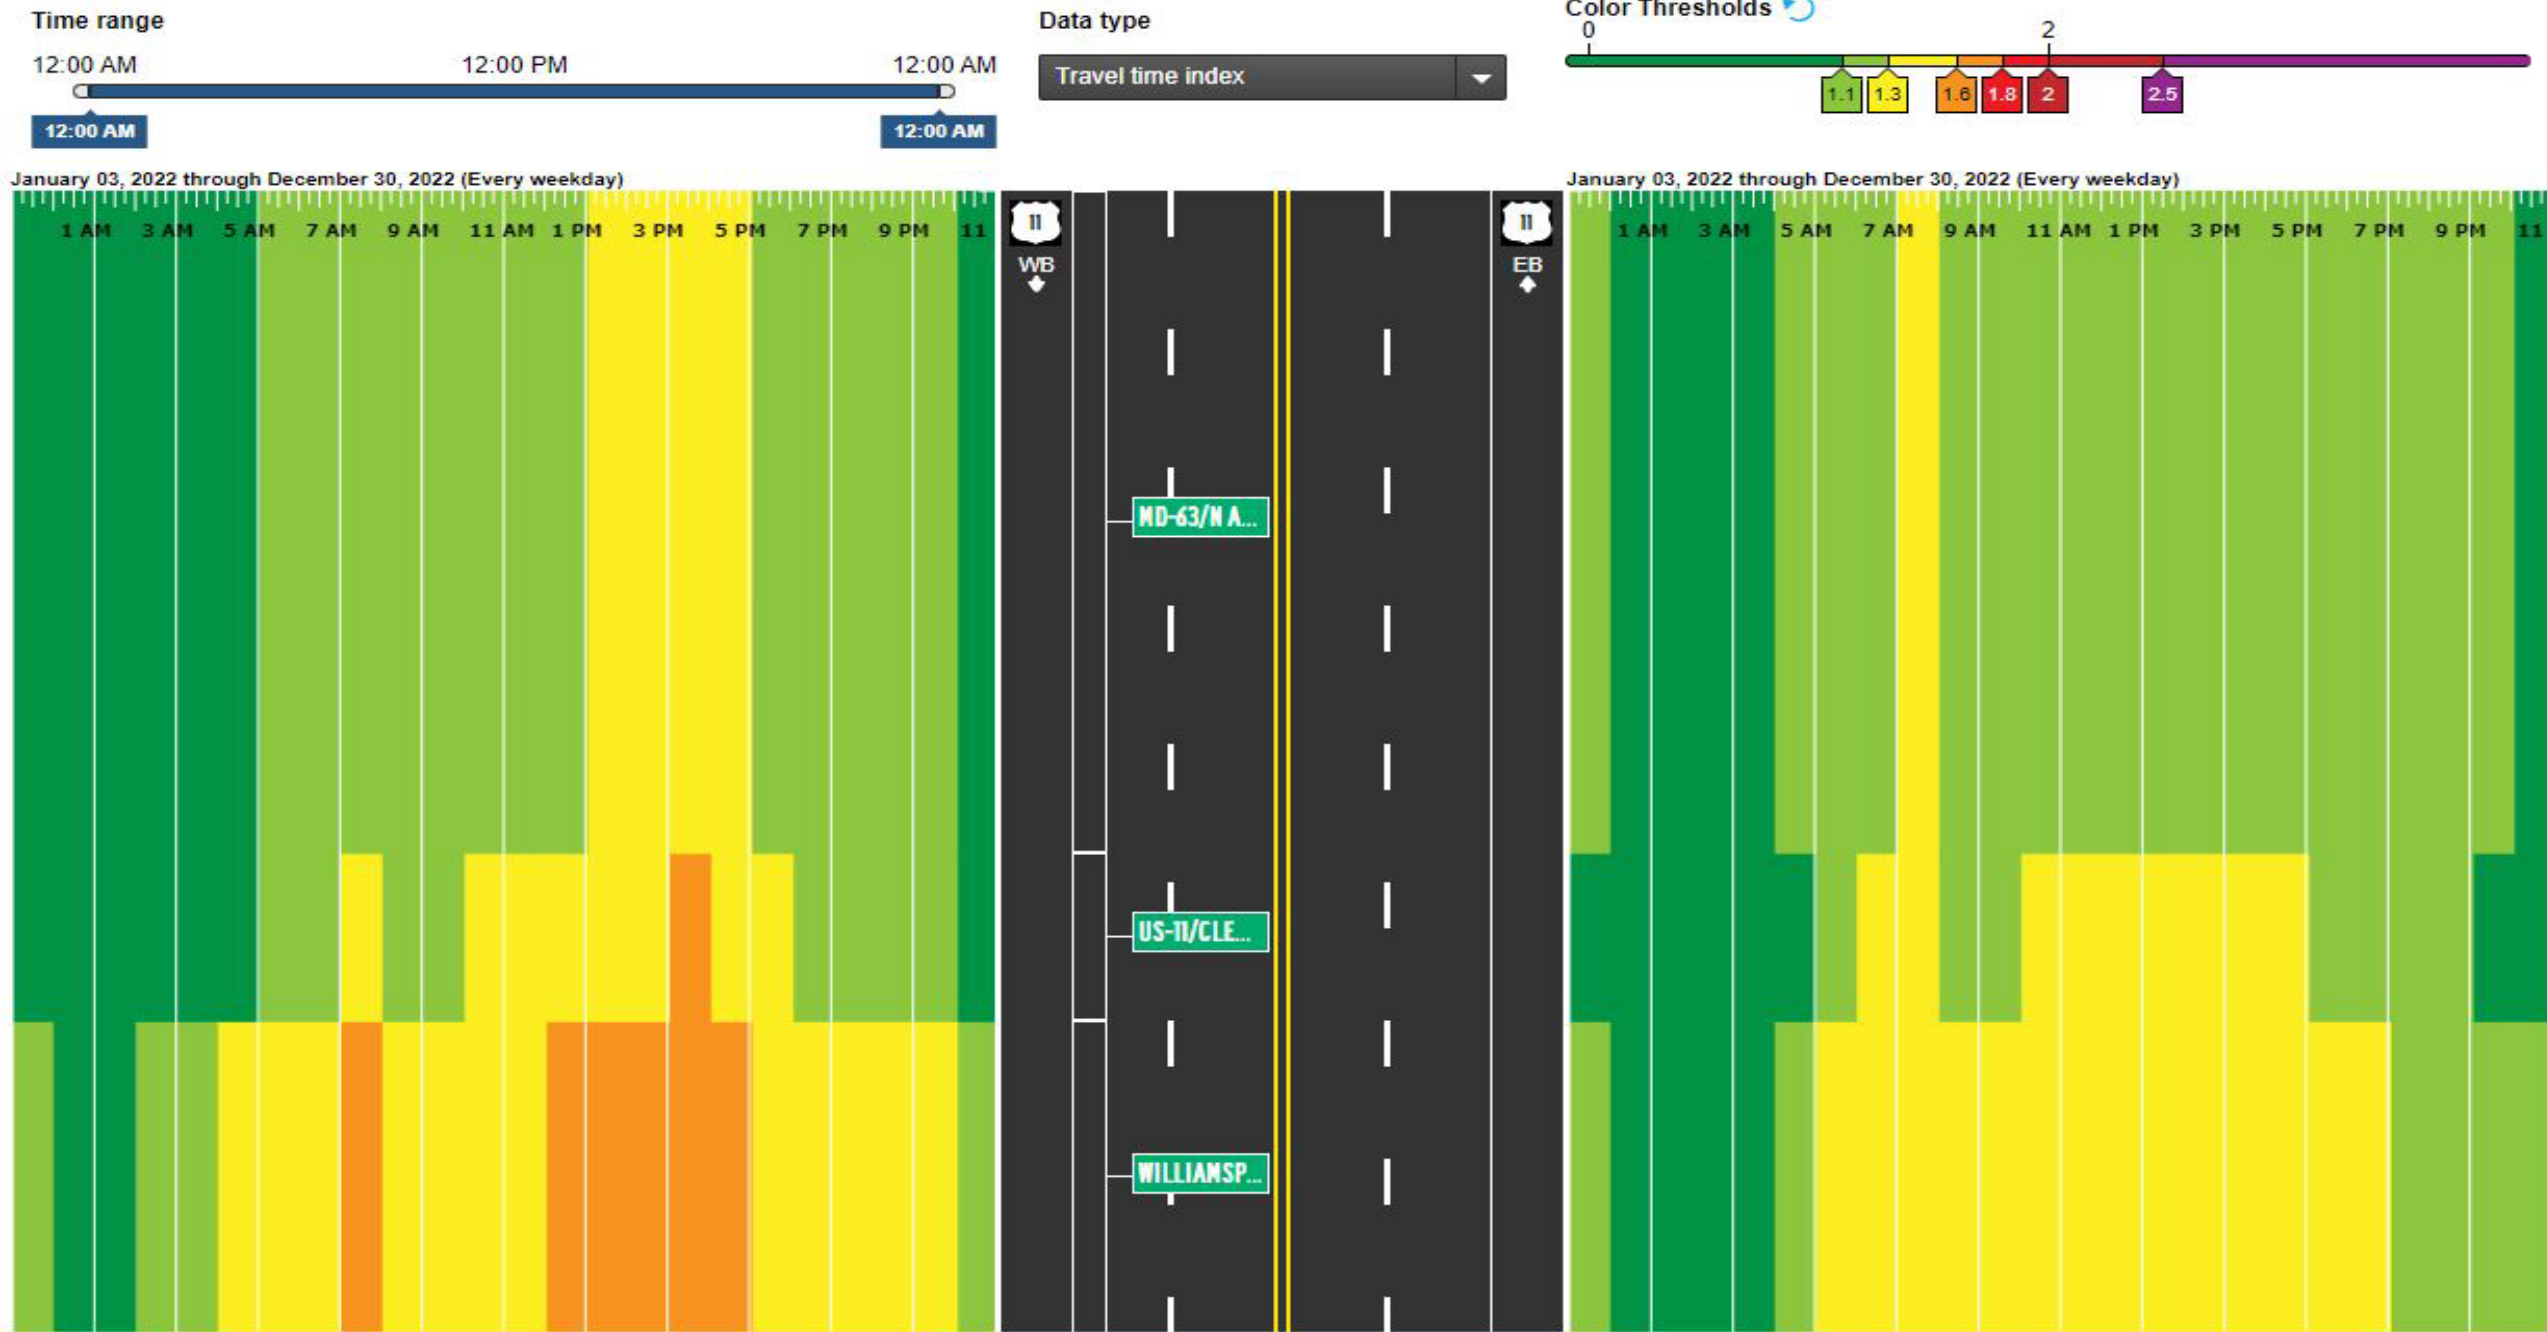 Time range
12:00 AM 12:00 PM 12:00 AM
12:00 AM 12:00 AM
Data type
Travel time index
Color Thresholds
0 2
1.1 1.3 1.6 1.8 2 2.5
January 03, 2022 through December 30, 2022 (Every weekday)
1 AM 3 AM 5 AM 7 AM 9 AM 11 AM 1 PM 3 PM 5 PM 7 PM 9 PM 11
11
WB
11
EB
MD-63/N A...
US-11/CLE...
WILLIAMSP...
January 03, 2022 through December 30, 2022 (Every weekday)
1 AM 3 AM 5 AM 7 AM 9 AM 11 AM 1 PM 3 PM 5 PM 7 PM 9 PM 11